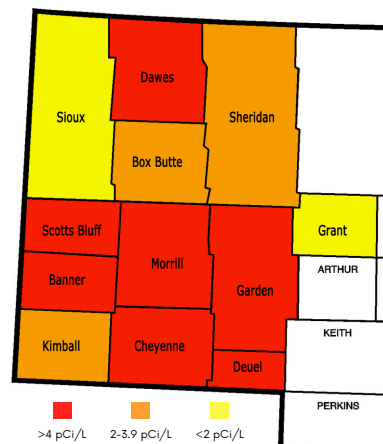 Dawes
Sioux
Sheridan
Box Butte
Scotts Bluff
Grant
Morrill
ARTHUR
Banner
Garden
KEITH
Kimball
Cheyenne
Deuel
PERKINS
>4 pCi/L 2-3.9 pCi/L <2 pCi/L